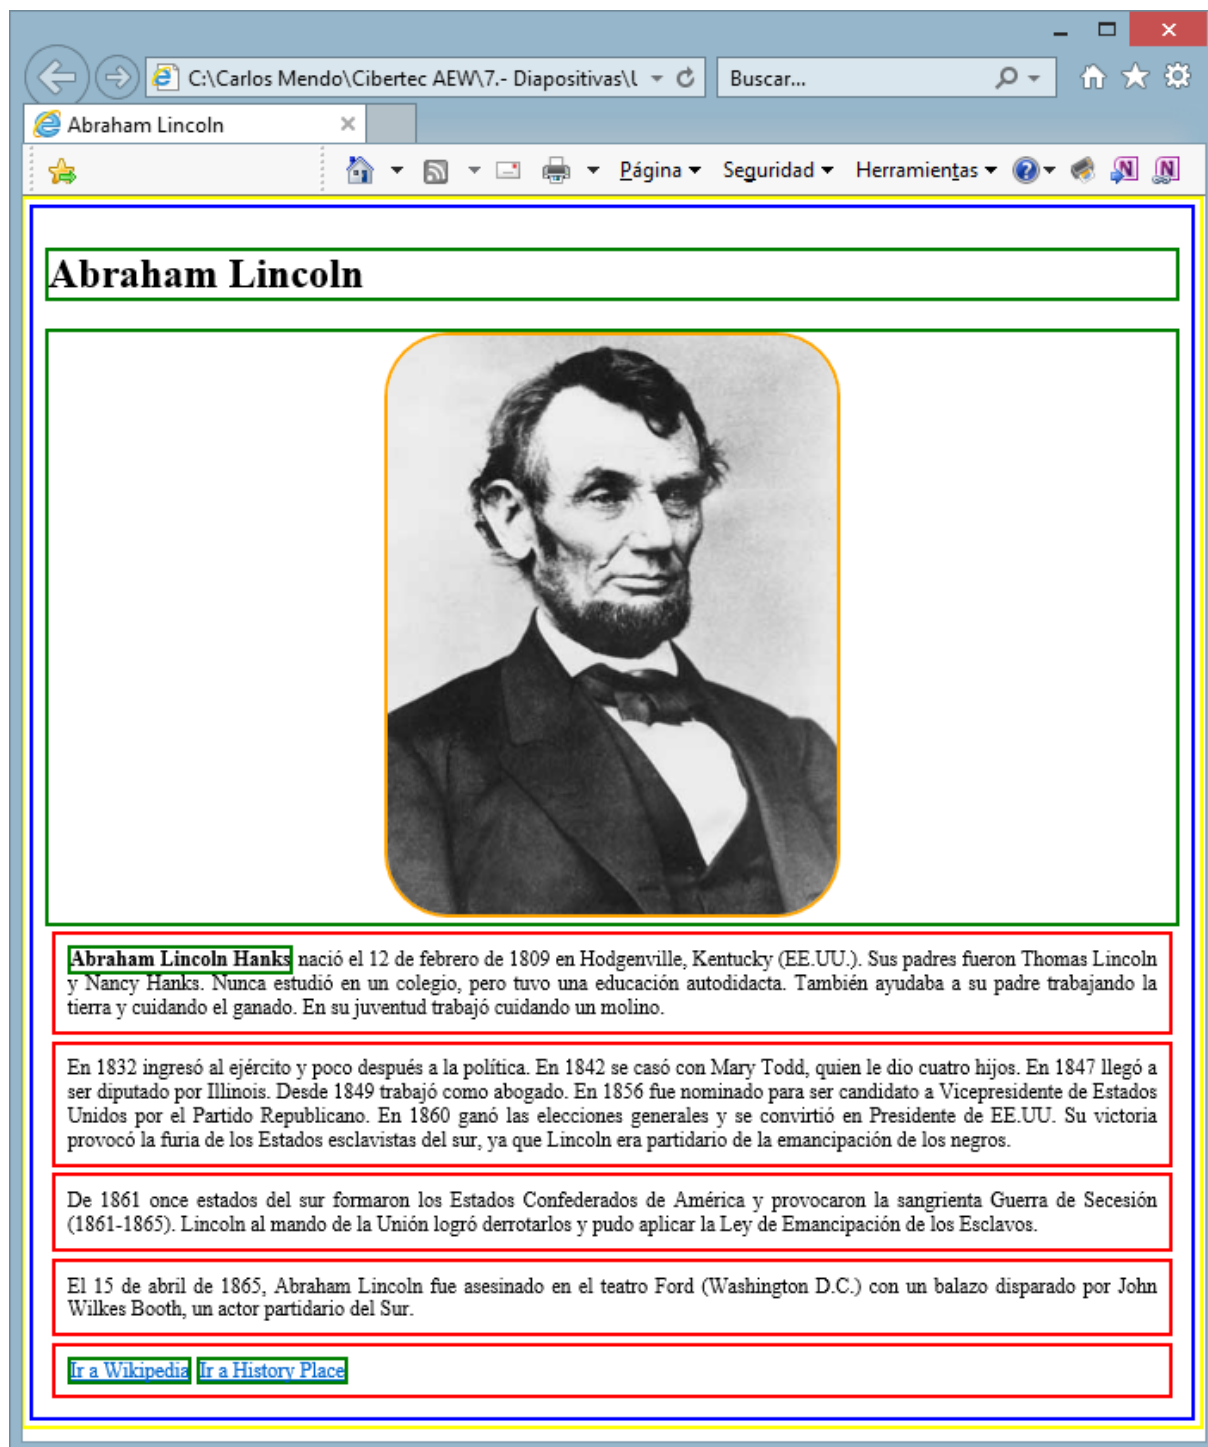 C:\Carlos Mendo\Cibertec AEW\7.- Diapositivas\
Buscar...
Abraham Lincoln
Página
Seguridad
Herramientas
Abraham Lincoln
Abraham Lincoln Hanks nació el 12 de febrero de 1809 en Hodgenville, Kentucky (EE.UU.). Sus padres fueron Thomas Lincoln
y Nancy Hanks. Nunca estudió en un colegio, pero tuvo una educación autodidacta. También ayudaba a su padre trabajando la
tierra y cuidando el ganado. En su juventud trabajó cuidando un molino.
En 1832 ingresó al ejército y poco después a la política. En 1842 se casó con Mary Todd, quien le dio cuatro hijos. En 1847 llegó a
ser diputado por Illinois. Desde 1849 trabajó como abogado. En 1856 fue nominado para ser candidato a Vicepresidente de Estados
Unidos por el Partido Republicano. En 1860 ganó las elecciones generales y se convirtió en Presidente de EE.UU. Su victoria
provocó la furia de los Estados esclavistas del sur, ya que Lincoln era partidario de la emancipación de los negros.
De 1861 once estados del sur formaron los Estados Confederados de América y provocaron la sangrienta Guerra de Secesión
(1861-1865). Lincoln al mando de la Unión logró derrotarlos y pudo aplicar la Ley de Emancipación de los Esclavos.
El 15 de abril de 1865, Abraham Lincoln fue asesinado en el teatro Ford (Washington D.C.) con un balazo disparado por John
Wilkes Booth, un actor partidario del Sur.
Ir a Wikipedia Ir a History Place